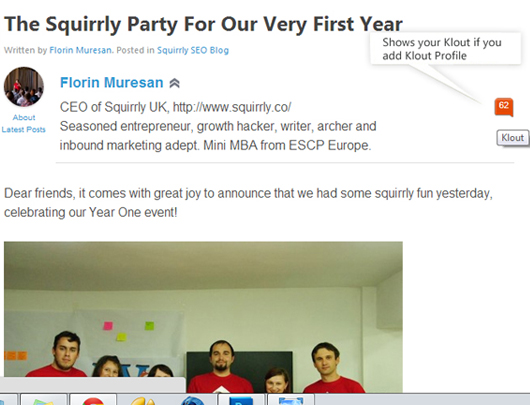 The Squirrly Party For Our Very First Year
Written by Florin Muresan. Posted in Squirrly SEO Blog
Shows your Klout if you
add Klout Profile
Florin Muresan
62
CEO of Squirrly UK, http://www.squirrly.co/
About
Latest Posts
Seasoned entrepreneur, growth hacker, writer, archer and
inbound marketing adept. Mini MBA from ESCP Europe.
Klout
Dear friends, it comes with great joy to announce that we had some squirrly fun yesterday,
celebrating our Year One event!